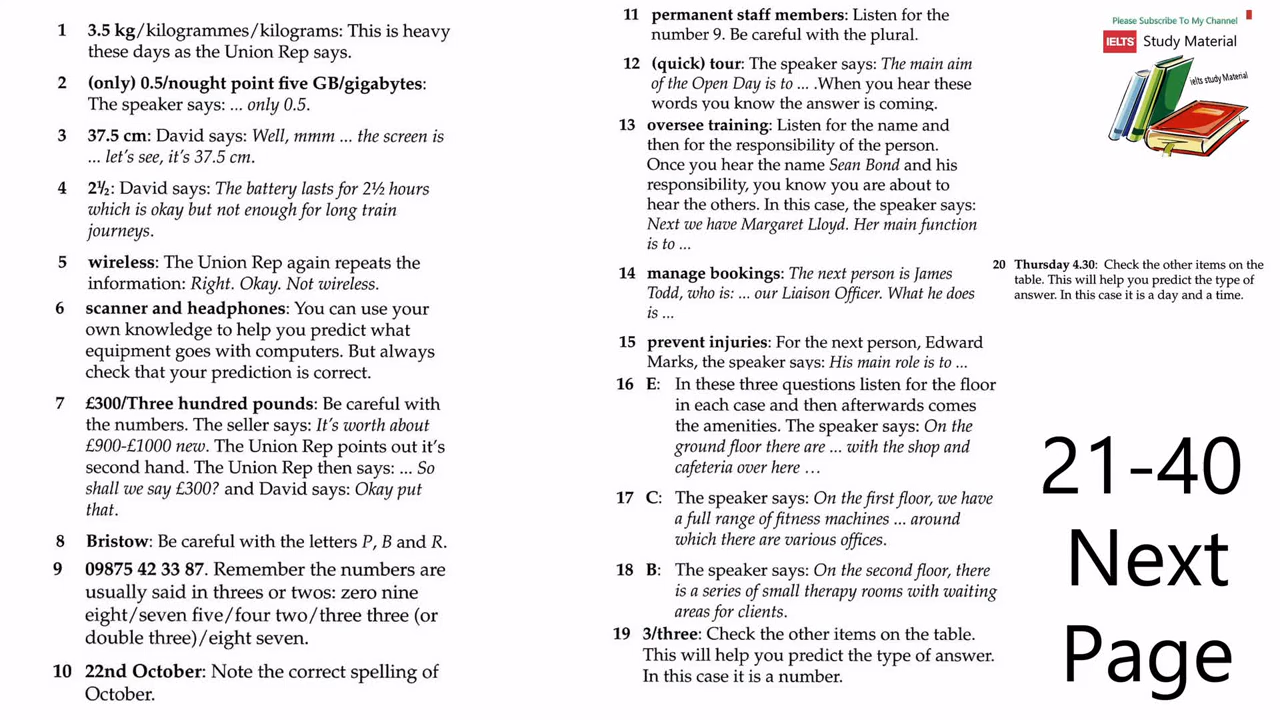 1 3.5 kg/kilogrammes/kilograms: This is heavy
these days as the Union Rep says.
2 (only) 0.5/nought point five GB/gigabytes:
The speaker says: ... only 0.5.
3 37.5 cm: David says: Well, mmm ... the screen is
... let's see, it's 37.5 cm.
4 2½: David says: The battery lasts for 2½ hours
which is okay but not enough for long train
journeys.
5 wireless: The Union Rep again repeats the
information: Right. Okay. Not wireless.
6 scanner and headphones: You can use your
own knowledge to help you predict what
equipment goes with computers. But always
check that your prediction is correct.
7 £300/Three hundred pounds: Be careful with
the numbers. The seller says: It's worth about
£900-£1000 new. The Union Rep points out it's
second hand. The Union Rep then says: ... So
shall we say £300? and David says: Okay put
that.
8 Bristow: Be careful with the letters P, B and R.
9 09875 42 33 87. Remember the numbers are
usually said in threes or twos: zero nine
eight/seven five/four two/three three (or
double three)/eight seven.
10 22nd October: Note the correct spelling of
October.
11 permanent staff members: Listen for the
number 9. Be careful with the plural.
12 (quick) tour: The speaker says: The main aim
of the Open Day is to ... .When you hear these
words you know the answer is coming.
13 oversee training: Listen for the name and
then for the responsibility of the person.
Once you hear the name Sean Bond and his
responsibility, you know you are about to
hear the others. In this case, the speaker says:
Next we have Margaret Lloyd. Her main function
is to ...
14 manage bookings: The next person is James
Todd, who is: ... our Liaison Officer. What he does
is ...
15 prevent injuries: For the next person, Edward
Marks, the speaker says: His main role is to ...
16 E: In these three questions listen for the floor
in each case and then afterwards comes
the amenities. The speaker says: On the
ground floor there are ... with the shop and
cafeteria over here ...
17 C: The speaker says: On the first floor, we have
a full range of fitness machines ... around
which there are various offices.
18 B: The speaker says: On the second floor, there
is a series of small therapy rooms with waiting
areas for clients.
19 3/three: Check the other items on the table.
This will help you predict the type of answer.
In this case it is a number.
Please Subscribe To My Channel
IELTS Study Material
ielts study Material
20 Thursday 4.30: Check the other items on the
table. This will help you predict the type of
answer. In this case it is a day and a time.
21-40
Next
Page